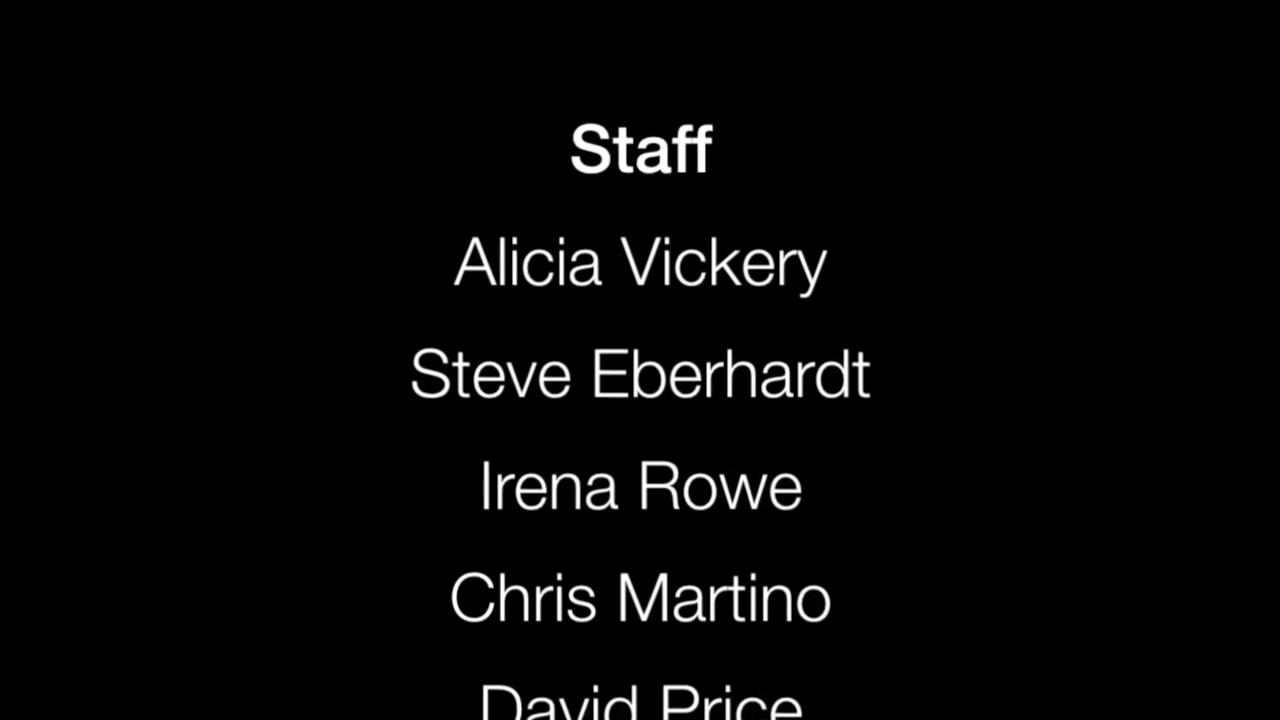 Staff
Alicia Vickery
Steve Eberhardt
Irena Rowe
Chris Martino
David Price